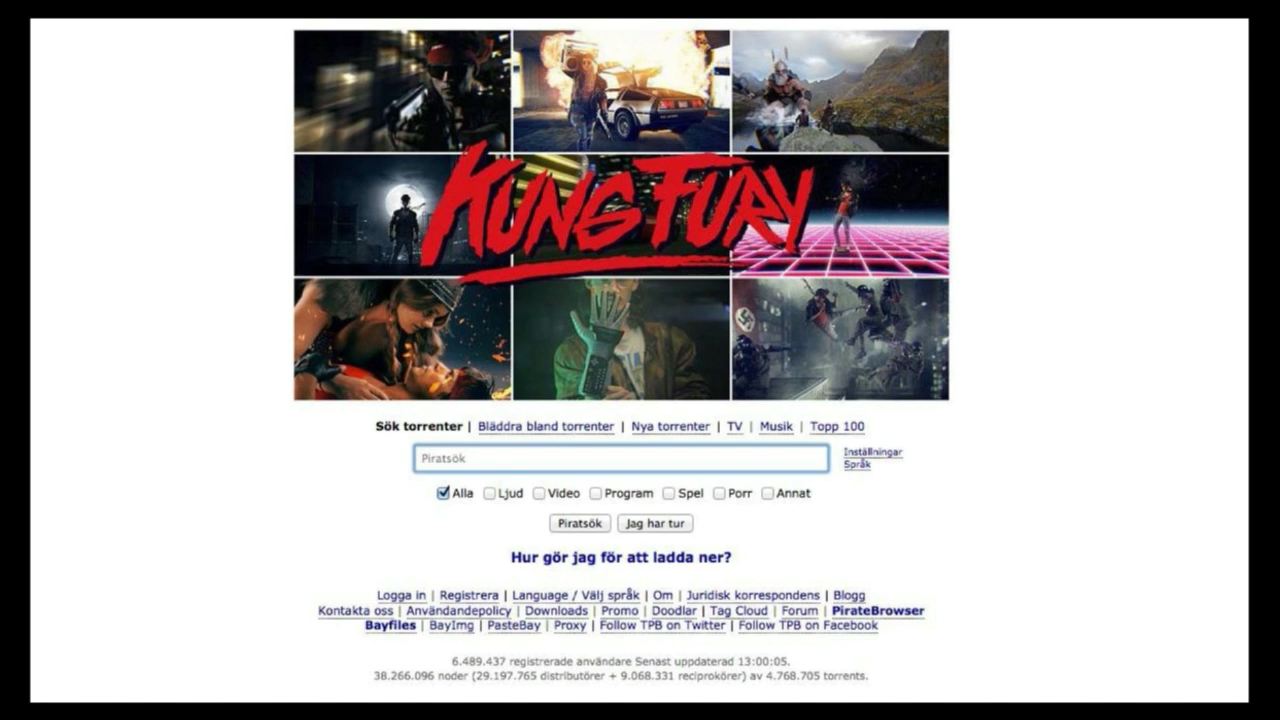 KUNG FURY
Sök torrenter | Bläddra bland torrenter | Nya torrenter | TV | Musik | Topp 100
Piratsök
Inställningar
Språk
Alla Ljud Video Program Spel Porr Annat
Piratsök Jag har tur
Hur gör jag för att ladda ner?
Logga in | Registrera | Language / Välj språk | Om | Juridisk korrespondens | Blogg
Kontakta oss | Användandepolicy | Downloads | Promo | Doodlar | Tag Cloud | Forum | PirateBrowser
Bayfiles | BayImg | PasteBay | Proxy | Follow TPB on Twitter | Follow TPB on Facebook
6.489.437 registrerade användare Senast uppdaterad 13:00:05.
38.266.096 noder (29.197.765 distributörer + 9.068.331 reciprokörer) av 4.768.705 torrents.